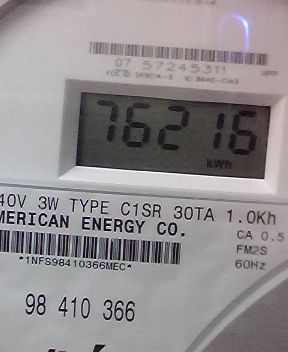 07 57245311
76216
kWh
40V 3W TYPE C1SR 30TA 1.0Kh
MERICAN ENERGY CO.
CA 0.5
FM2S
60Hz
*1NFS98410366MEC*
98 410 366